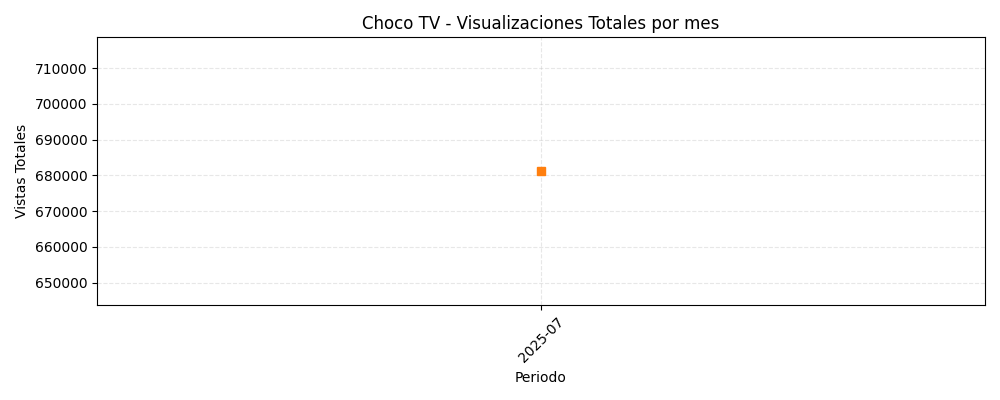 Choco TV - Visualizaciones Totales por mes
710000
700000
690000
680000
670000
660000
650000
Vistas Totales
2025-07
Periodo